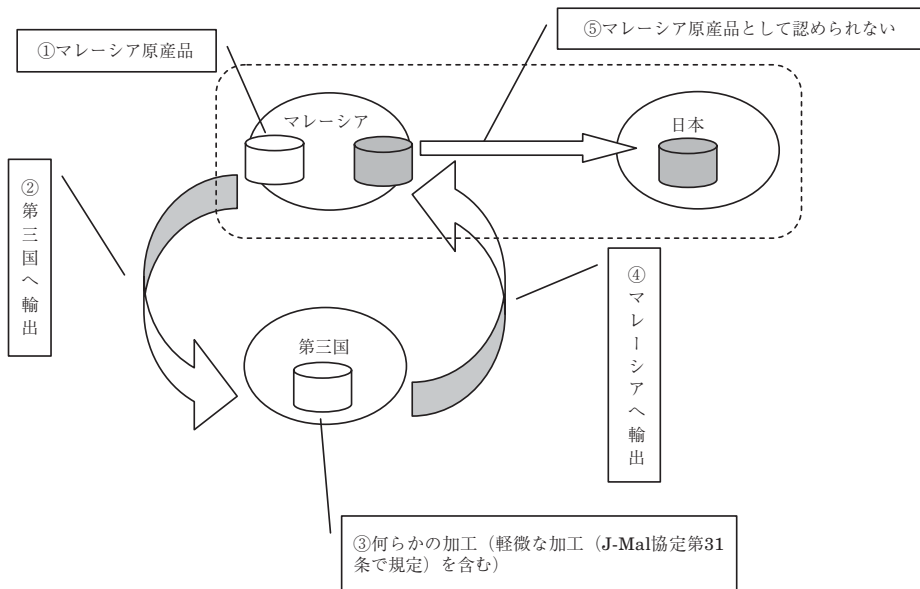 ①マレーシア原産品
⑤マレーシア原産品として認められない
マレーシア
日本
②第三国へ輸出
④マレーシアへ輸出
第三国
③何らかの加工（軽微な加工（J-Mal協定第31
条で規定）を含む）